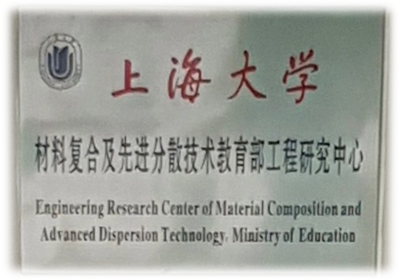 上海大学
材料复合及先进分散技术教育部工程研究中心
Engineering Research Center of Material Composition and
Advanced Dispersion Technology, Ministry of Education